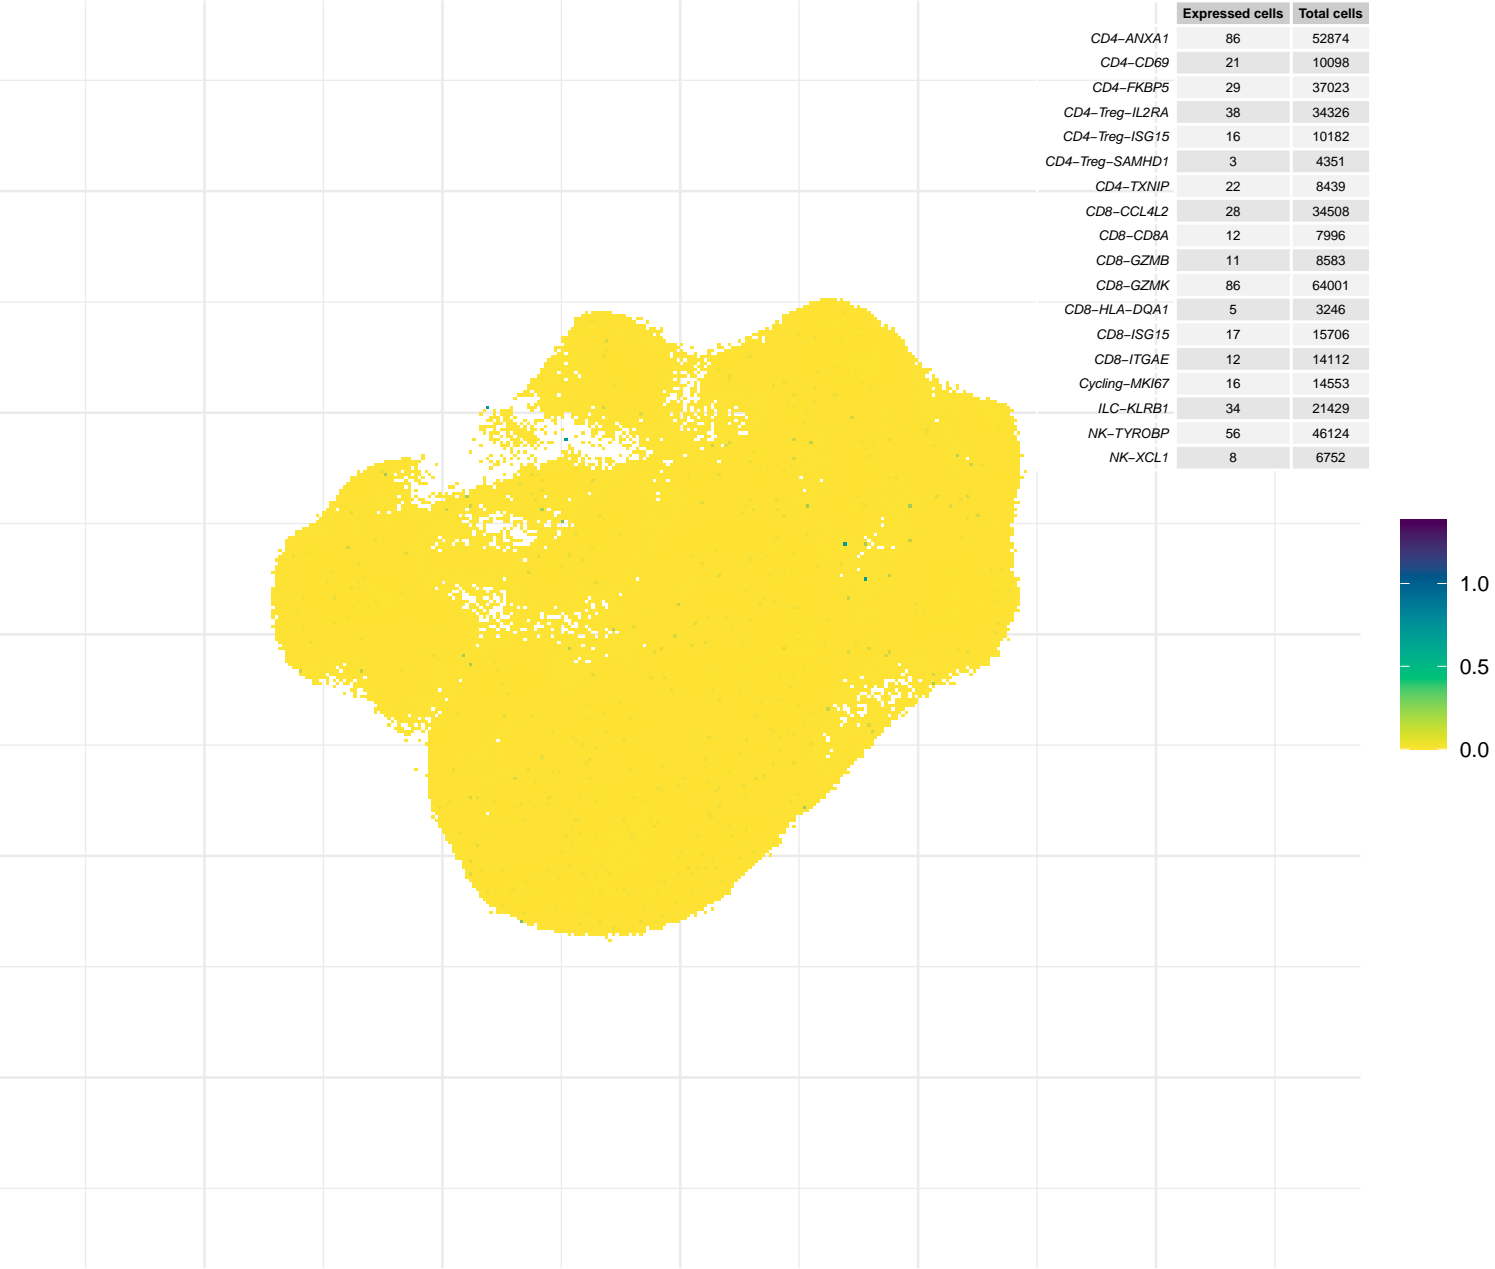 Expressed cells Total cells
CD4−ANXA1 86 52874
CD4−CD69 21 10098
CD4−FKBP5 29 37023
CD4−Treg−IL2RA 38 34326
CD4−Treg−ISG15 16 10182
CD4−Treg−SAMHD1 3 4351
CD4−TXNIP 22 8439
CD8−CCL4L2 28 34508
CD8−CD8A 12 7996
CD8−GZMB 11 8583
CD8−GZMK 86 64001
CD8−HLA−DQA1 5 3246
CD8−ISG15 17 15706
CD8−ITGAE 12 14112
Cycling−MKI67 16 14553
ILC−KLRB1 34 21429
NK−TYROBP 56 46124
NK−XCL1 8 6752
1.0
0.5
0.0